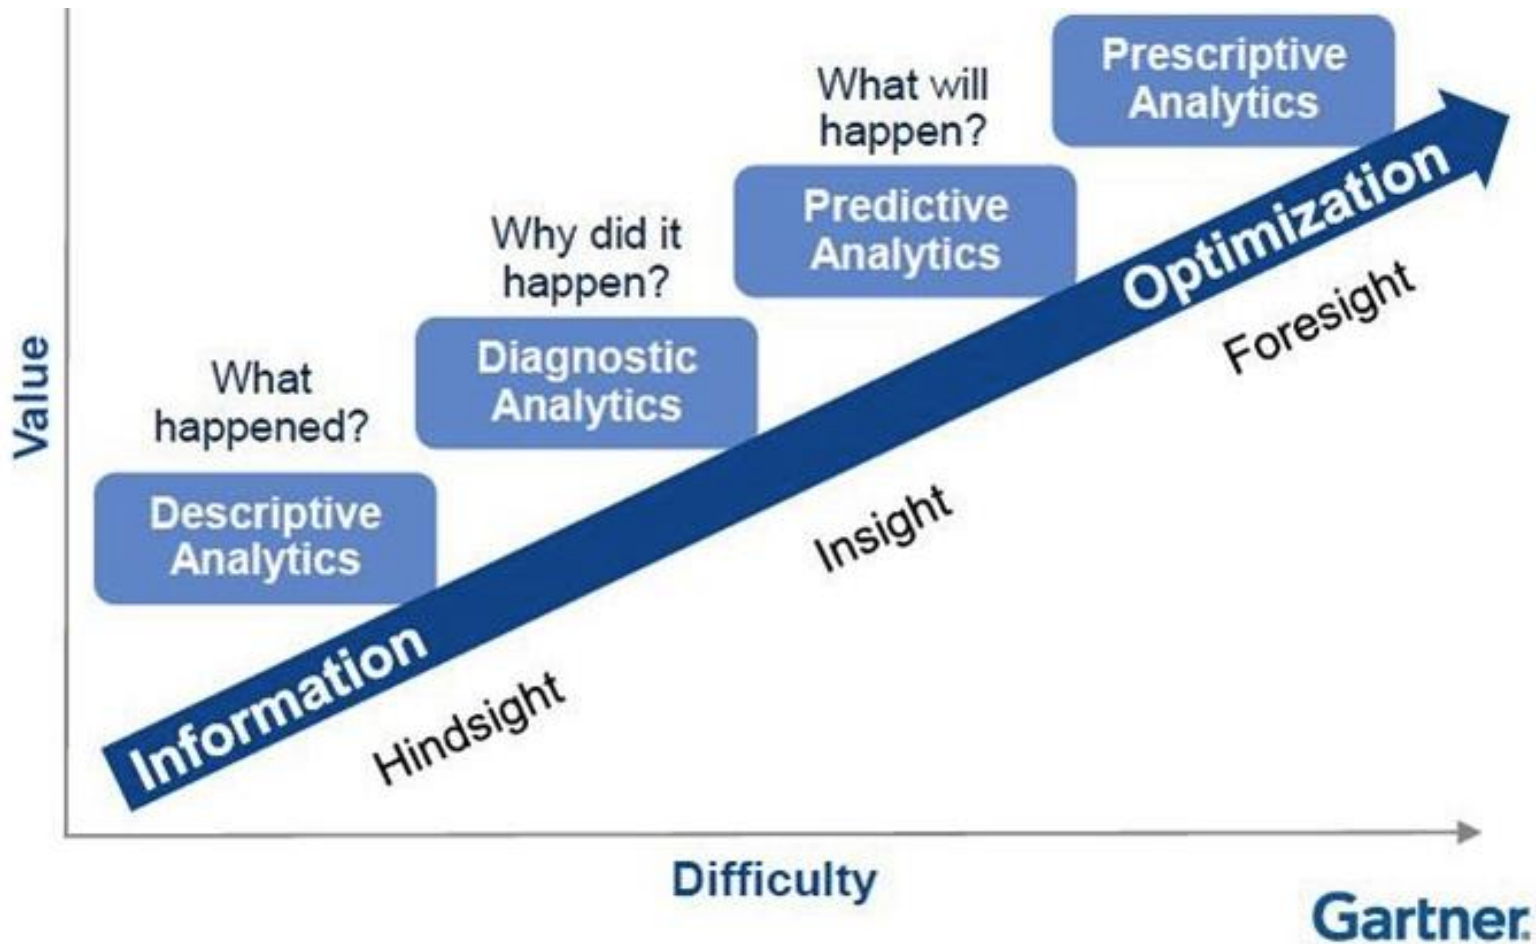 Prescriptive
Analytics
What will
happen?
Predictive
Analytics
Why did it
happen?
Diagnostic
Analytics
What
happened?
Descriptive
Analytics
Value
Information
Optimization
Hindsight
Insight
Foresight
Difficulty
Gartner.